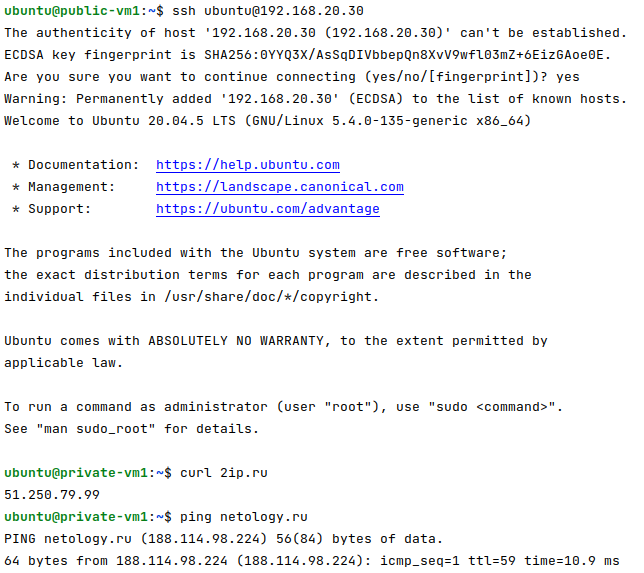 ubuntu@public-vm1:~$ ssh ubuntu@192.168.20.30
The authenticity of host '192.168.20.30 (192.168.20.30)' can't be established.
ECDSA key fingerprint is SHA256:0YYQ3X/AsSqDIVbbepQn8XvV9wfl03mZ+6EizGAoe0E.
Are you sure you want to continue connecting (yes/no/[fingerprint])? yes
Warning: Permanently added '192.168.20.30' (ECDSA) to the list of known hosts.
Welcome to Ubuntu 20.04.5 LTS (GNU/Linux 5.4.0-135-generic x86_64)

 * Documentation:  https://help.ubuntu.com
 * Management:     https://landscape.canonical.com
 * Support:        https://ubuntu.com/advantage

The programs included with the Ubuntu system are free software;
the exact distribution terms for each program are described in the
individual files in /usr/share/doc/*/copyright.

Ubuntu comes with ABSOLUTELY NO WARRANTY, to the extent permitted by
applicable law.

To run a command as administrator (user "root"), use "sudo <command>".
See "man sudo_root" for details.

ubuntu@private-vm1:~$ curl 2ip.ru
51.250.79.99
ubuntu@private-vm1:~$ ping netology.ru
PING netology.ru (188.114.98.224) 56(84) bytes of data.
64 bytes from 188.114.98.224 (188.114.98.224): icmp_seq=1 ttl=59 time=10.9 ms